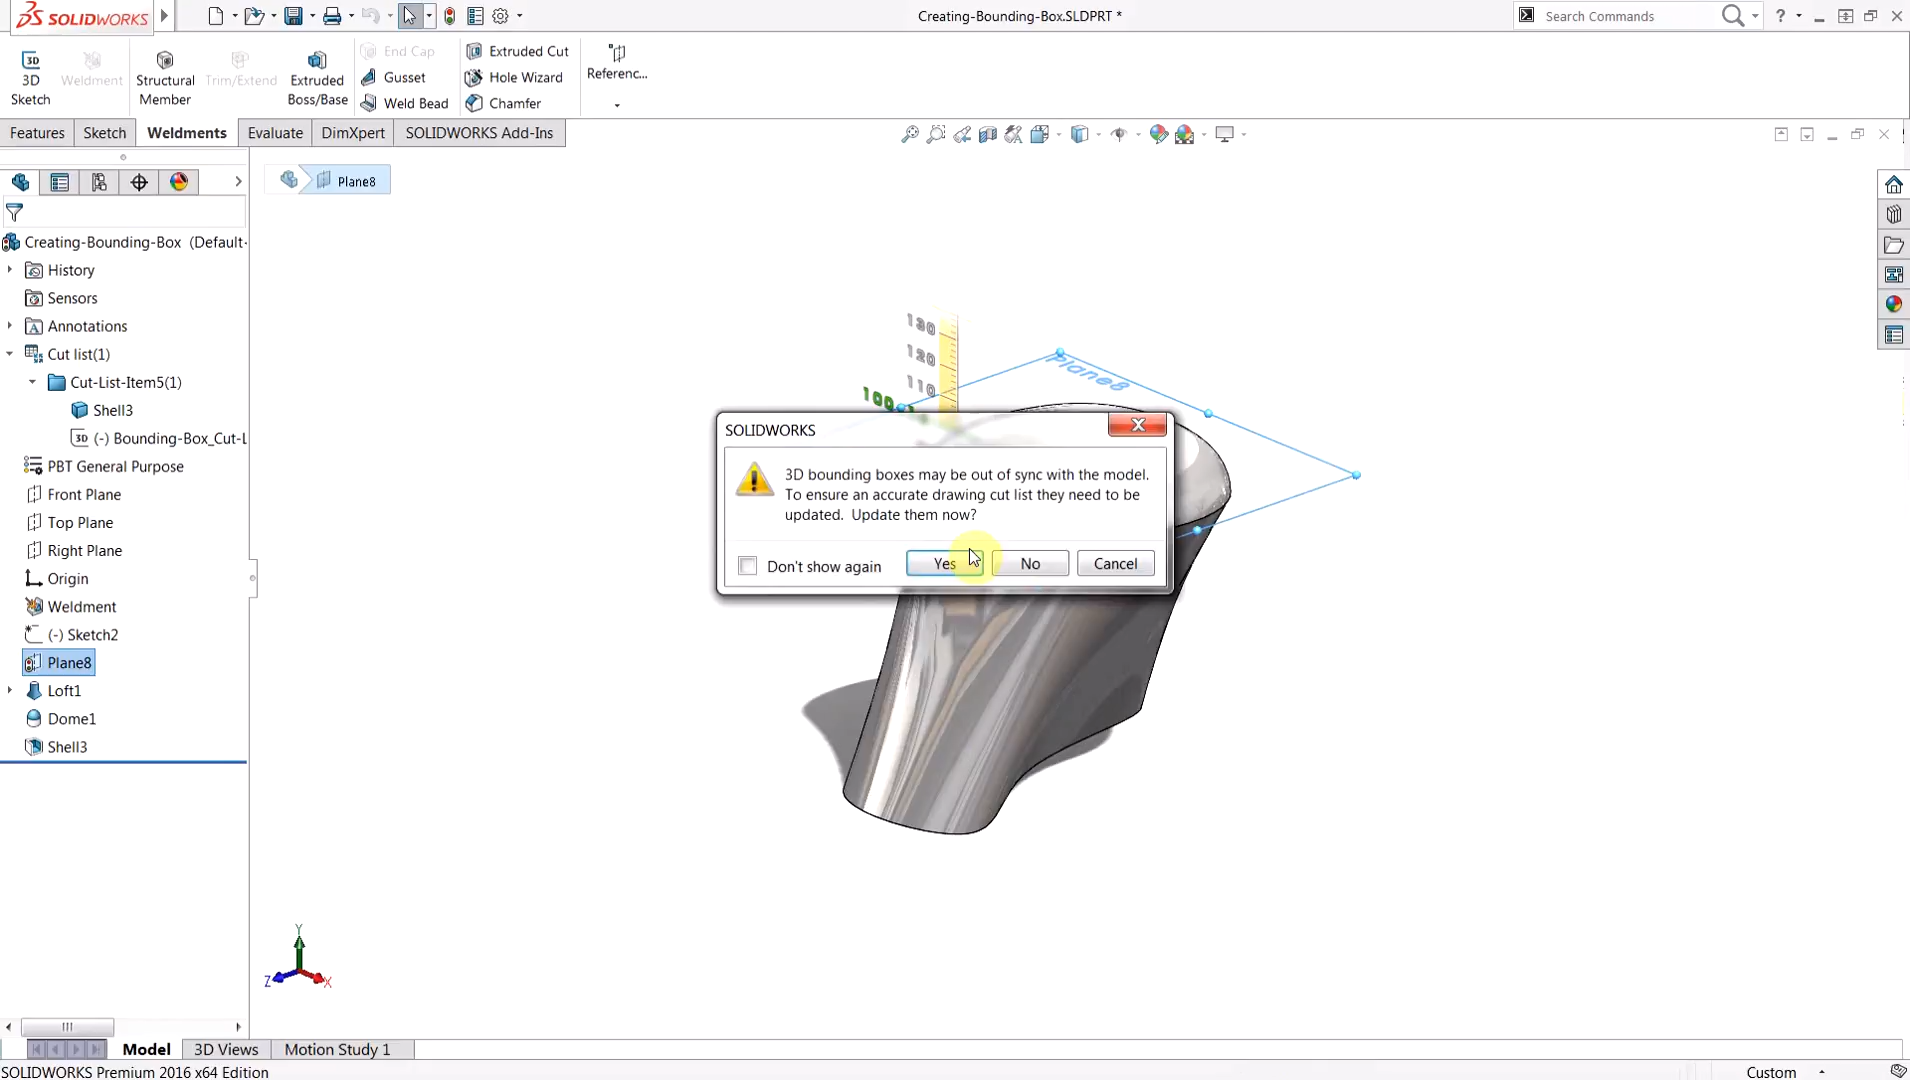 SOLIDWORKS
Creating-Bounding-Box.SLDPRT *
Search Commands
?
3D Sketch
Weldment
Structural Member
Trim/Extend
Extruded Boss/Base
End Cap
Gusset
Weld Bead
Extruded Cut
Hole Wizard
Chamfer
Referenc...
Features
Sketch
Weldments
Evaluate
DimXpert
SOLIDWORKS Add-Ins
Plane8
Creating-Bounding-Box (Default-
History
Sensors
Annotations
Cut list(1)
Cut-List-Item5(1)
Shell3
3D (-) Bounding-Box_Cut-L
PBT General Purpose
Front Plane
Top Plane
Right Plane
Origin
Weldment
(-) Sketch2
Plane8
Loft1
Dome1
Shell3
130
120
110
100
Plane8
SOLIDWORKS
3D bounding boxes may be out of sync with the model.
To ensure an accurate drawing cut list they need to be
updated. Update them now?
Don't show again
Yes
No
Cancel
Y
Z
X
Model
3D Views
Motion Study 1
SOLIDWORKS Premium 2016 x64 Edition
Custom